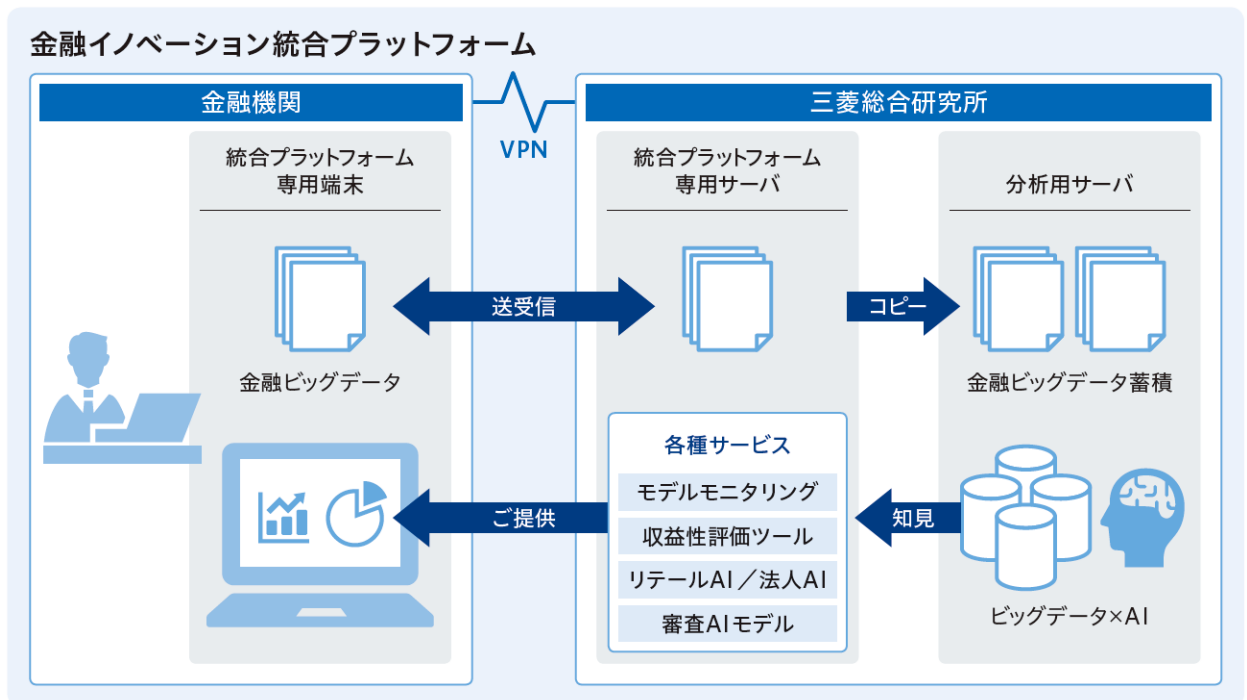 金融イノベーション統合プラットフォーム
金融機関
VPN
三菱総合研究所
統合プラットフォーム
専用端末
統合プラットフォーム
専用サーバ
分析用サーバ
送受信
コピー
金融ビッグデータ
金融ビッグデータ蓄積
各種サービス
モデルモニタリング
収益性評価ツール
リテールAI／法人AI
審査AIモデル
ご提供
知見
ビッグデータ×AI